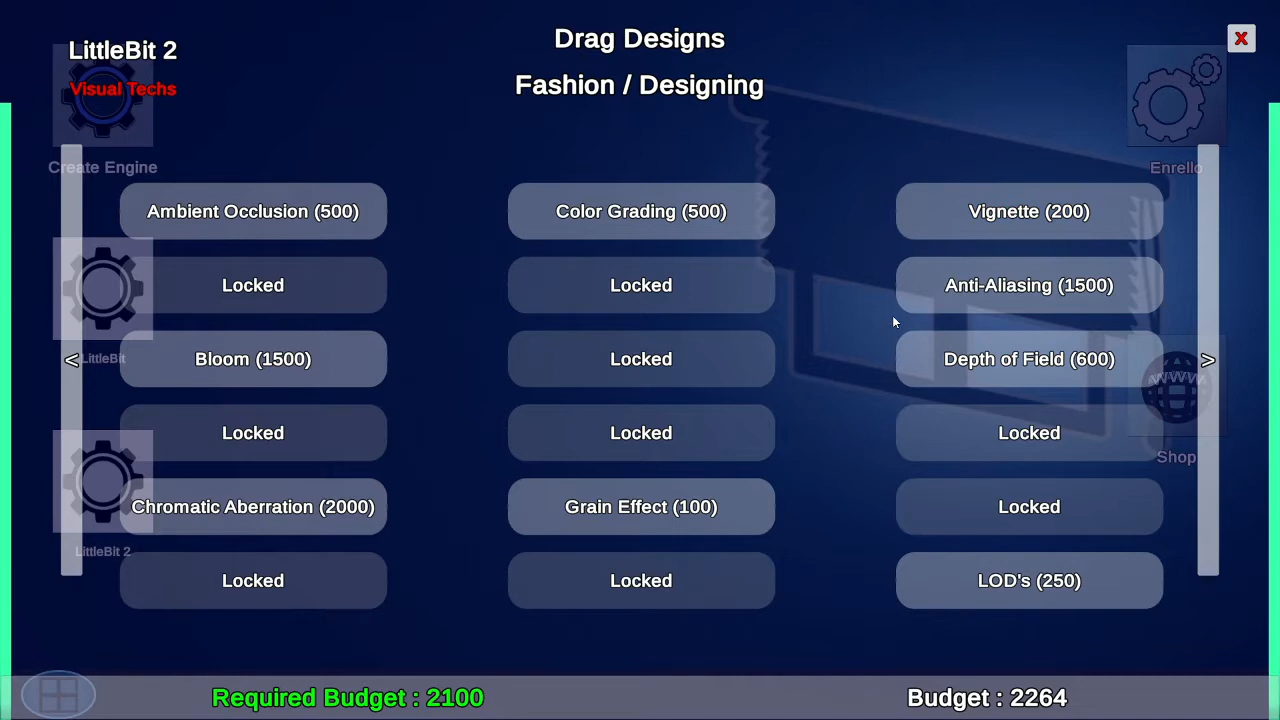 Drag Designs
LittleBit 2
X
Fashion / Designing
Visual Techs
Create Engine
Enrello
Ambient Occlusion (500)
Color Grading (500)
Vignette (200)
Locked
Locked
Anti-Aliasing (1500)
<
LittleBit
Bloom (1500)
Locked
Depth of Field (600)
>
Locked
Locked
Locked
Shop
Chromatic Aberration (2000)
Grain Effect (100)
Locked
LittleBit 2
Locked
Locked
LOD's (250)
Required Budget : 2100
Budget : 2264